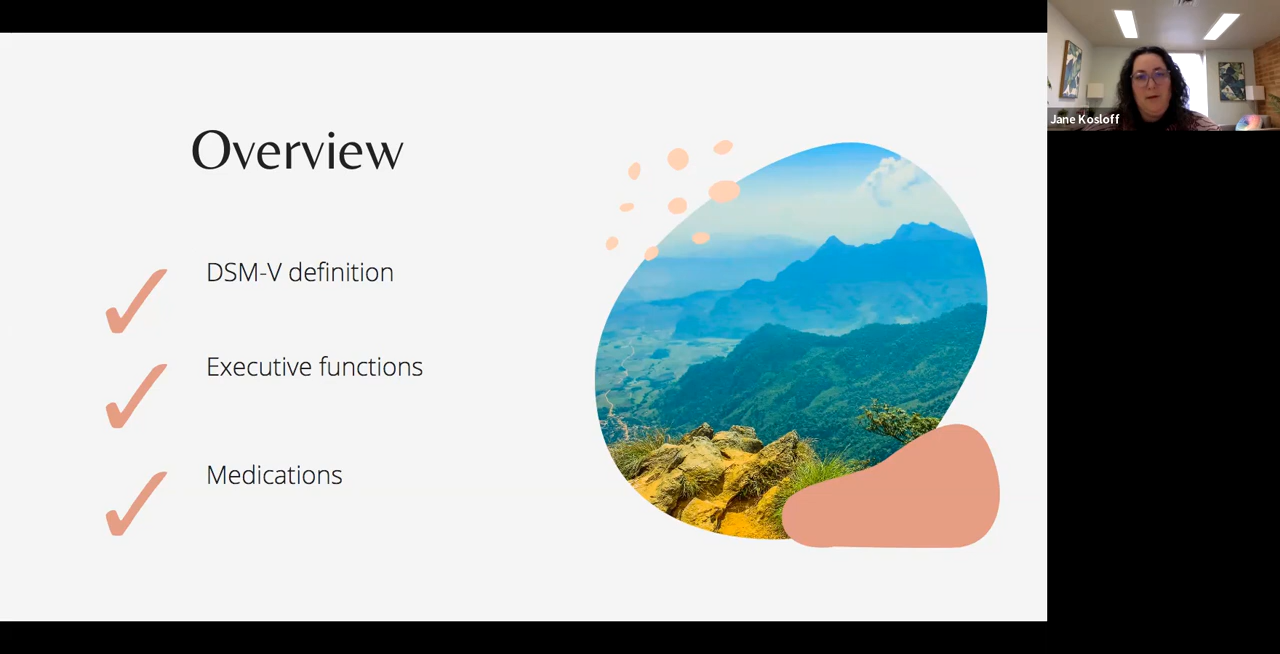 Overview
DSM-V definition
Executive functions
Medications
Jane Kosloff